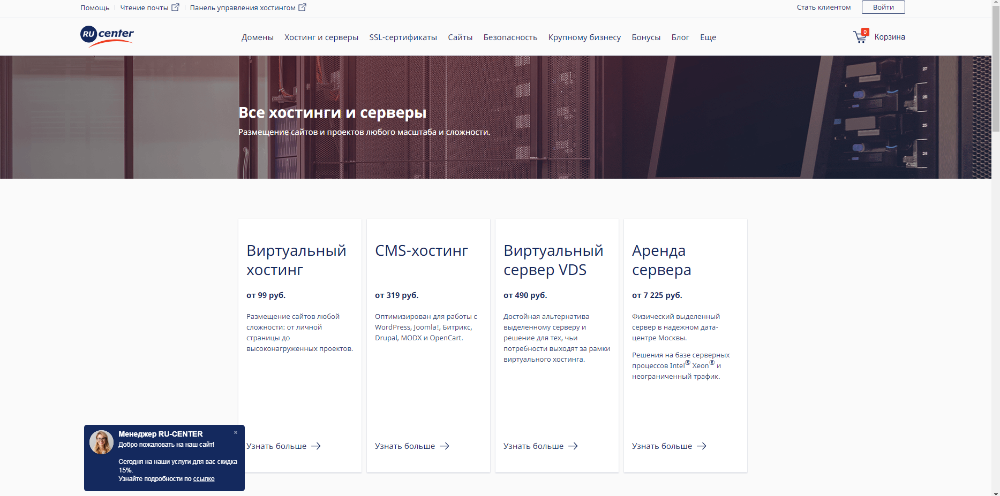 Помощь
Чтение почты
Панель управления хостингом
Стать клиентом
Войти
RU center
Домены
Хостинг и серверы
SSL-сертификаты
Сайты
Безопасность
Крупному бизнесу
Бонусы
Блог
Еще
0
Корзина
Все хостинги и серверы
Размещение сайтов и проектов любого масштаба и сложности.
27
26
25
24
Виртуальный
хостинг
от 99 руб.
Размещение сайтов любой
сложности: от личной
страницы до
высоконагруженных проектов.
Узнать больше
CMS-хостинг
от 319 руб.
Оптимизирован для работы с
WordPress, Joomla!, Битрикс,
Drupal, MODX и OpenCart.
Узнать больше
Виртуальный
сервер VDS
от 490 руб.
Достойная альтернатива
выделенному серверу и
решение для тех, чьи
потребности выходят за рамки
виртуального хостинга.
Узнать больше
Аренда
сервера
от 7 225 руб.
Физический выделенный
сервер в надежном дата-
центре Москвы.
Решения на базе серверных
процессов Intel® Xeon® и
неограниченный трафик.
Узнать больше
Менеджер RU-CENTER
Добро пожаловать на наш сайт!
Сегодня на наши услуги для вас скидка
15%.
Узнайте подробности по ссылке